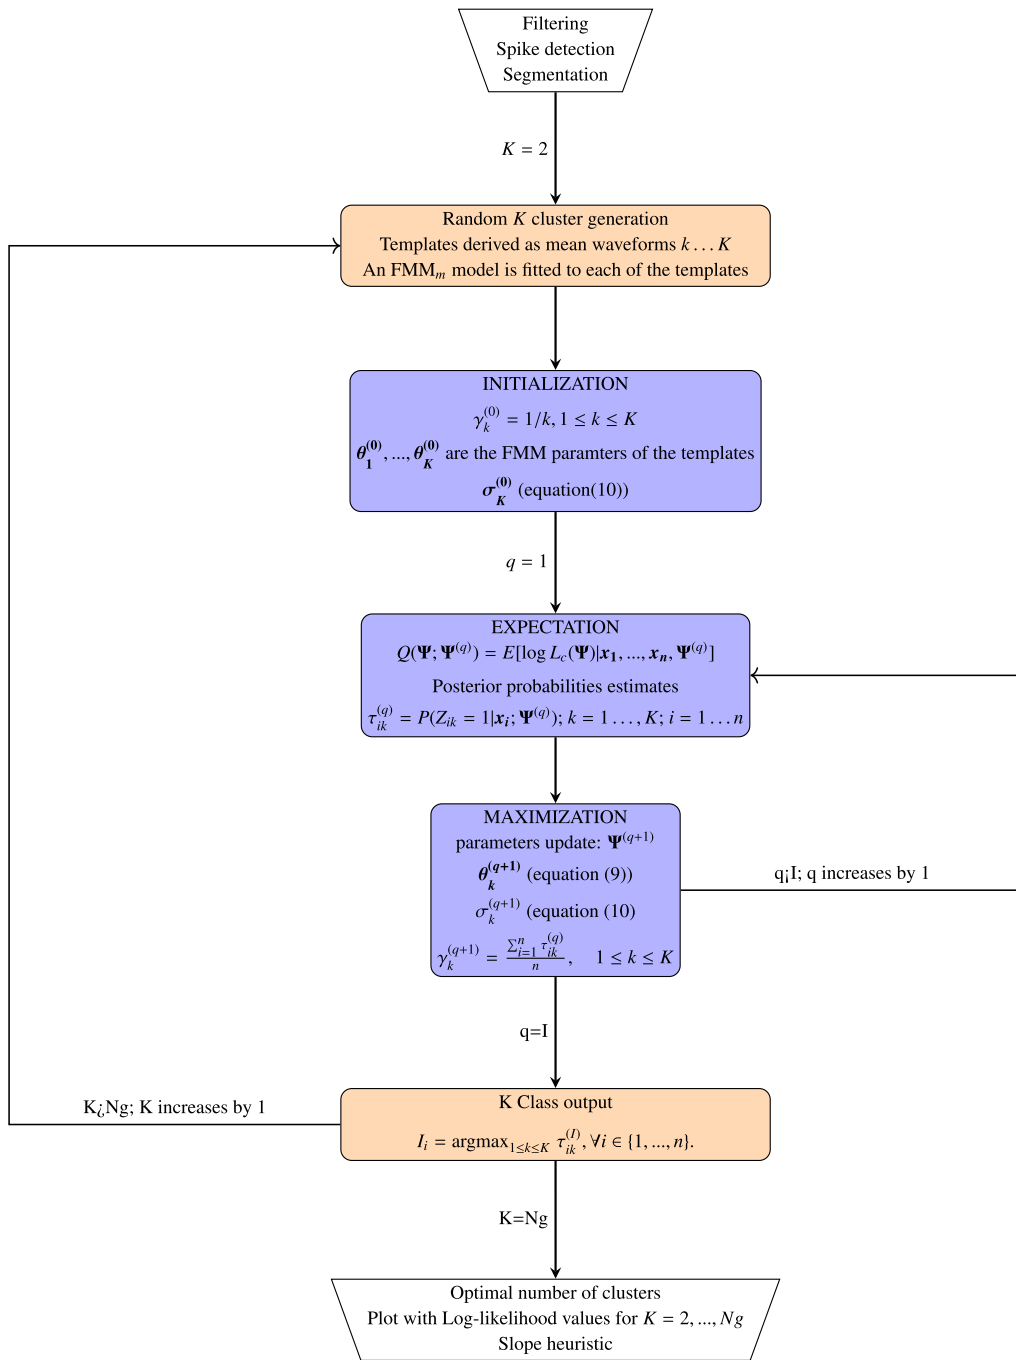 Filtering
Spike detection
Segmentation
K = 2
Random K cluster generation
Templates derived as mean waveforms k … K
An FMMₘ model is fitted to each of the templates
INITIALIZATION
γ_k^(0) = 1/k, 1 ≤ k ≤ K
θ_1^(0), ..., θ_K^(0) are the FMM paramters of the templates
σ_K^(0) (equation(10))
q = 1
EXPECTATION
Q(Ψ; Ψ^(q)) = E[log L_c(Ψ)|x_1, ..., x_n, Ψ^(q)]
Posterior probabilities estimates
τ_ik^(q) = P(Z_ik = 1|x_i; Ψ^(q)); k = 1 …, K; i = 1 … n
MAXIMIZATION
parameters update: Ψ^(q+1)
θ_k^(q+1) (equation (9))
σ_k^(q+1) (equation (10)
γ_k^(q+1) = \frac{∑_{i=1}^n τ_ik^(q)}{n}, 1 ≤ k ≤ K
q¡I; q increases by 1
q=I
K Class output
I_i = argmax_{1≤k≤K} τ_ik^(I), ∀i ∈ {1, ..., n}.
K¿Ng; K increases by 1
K=Ng
Optimal number of clusters
Plot with Log-likelihood values for K = 2, ..., Ng
Slope heuristic